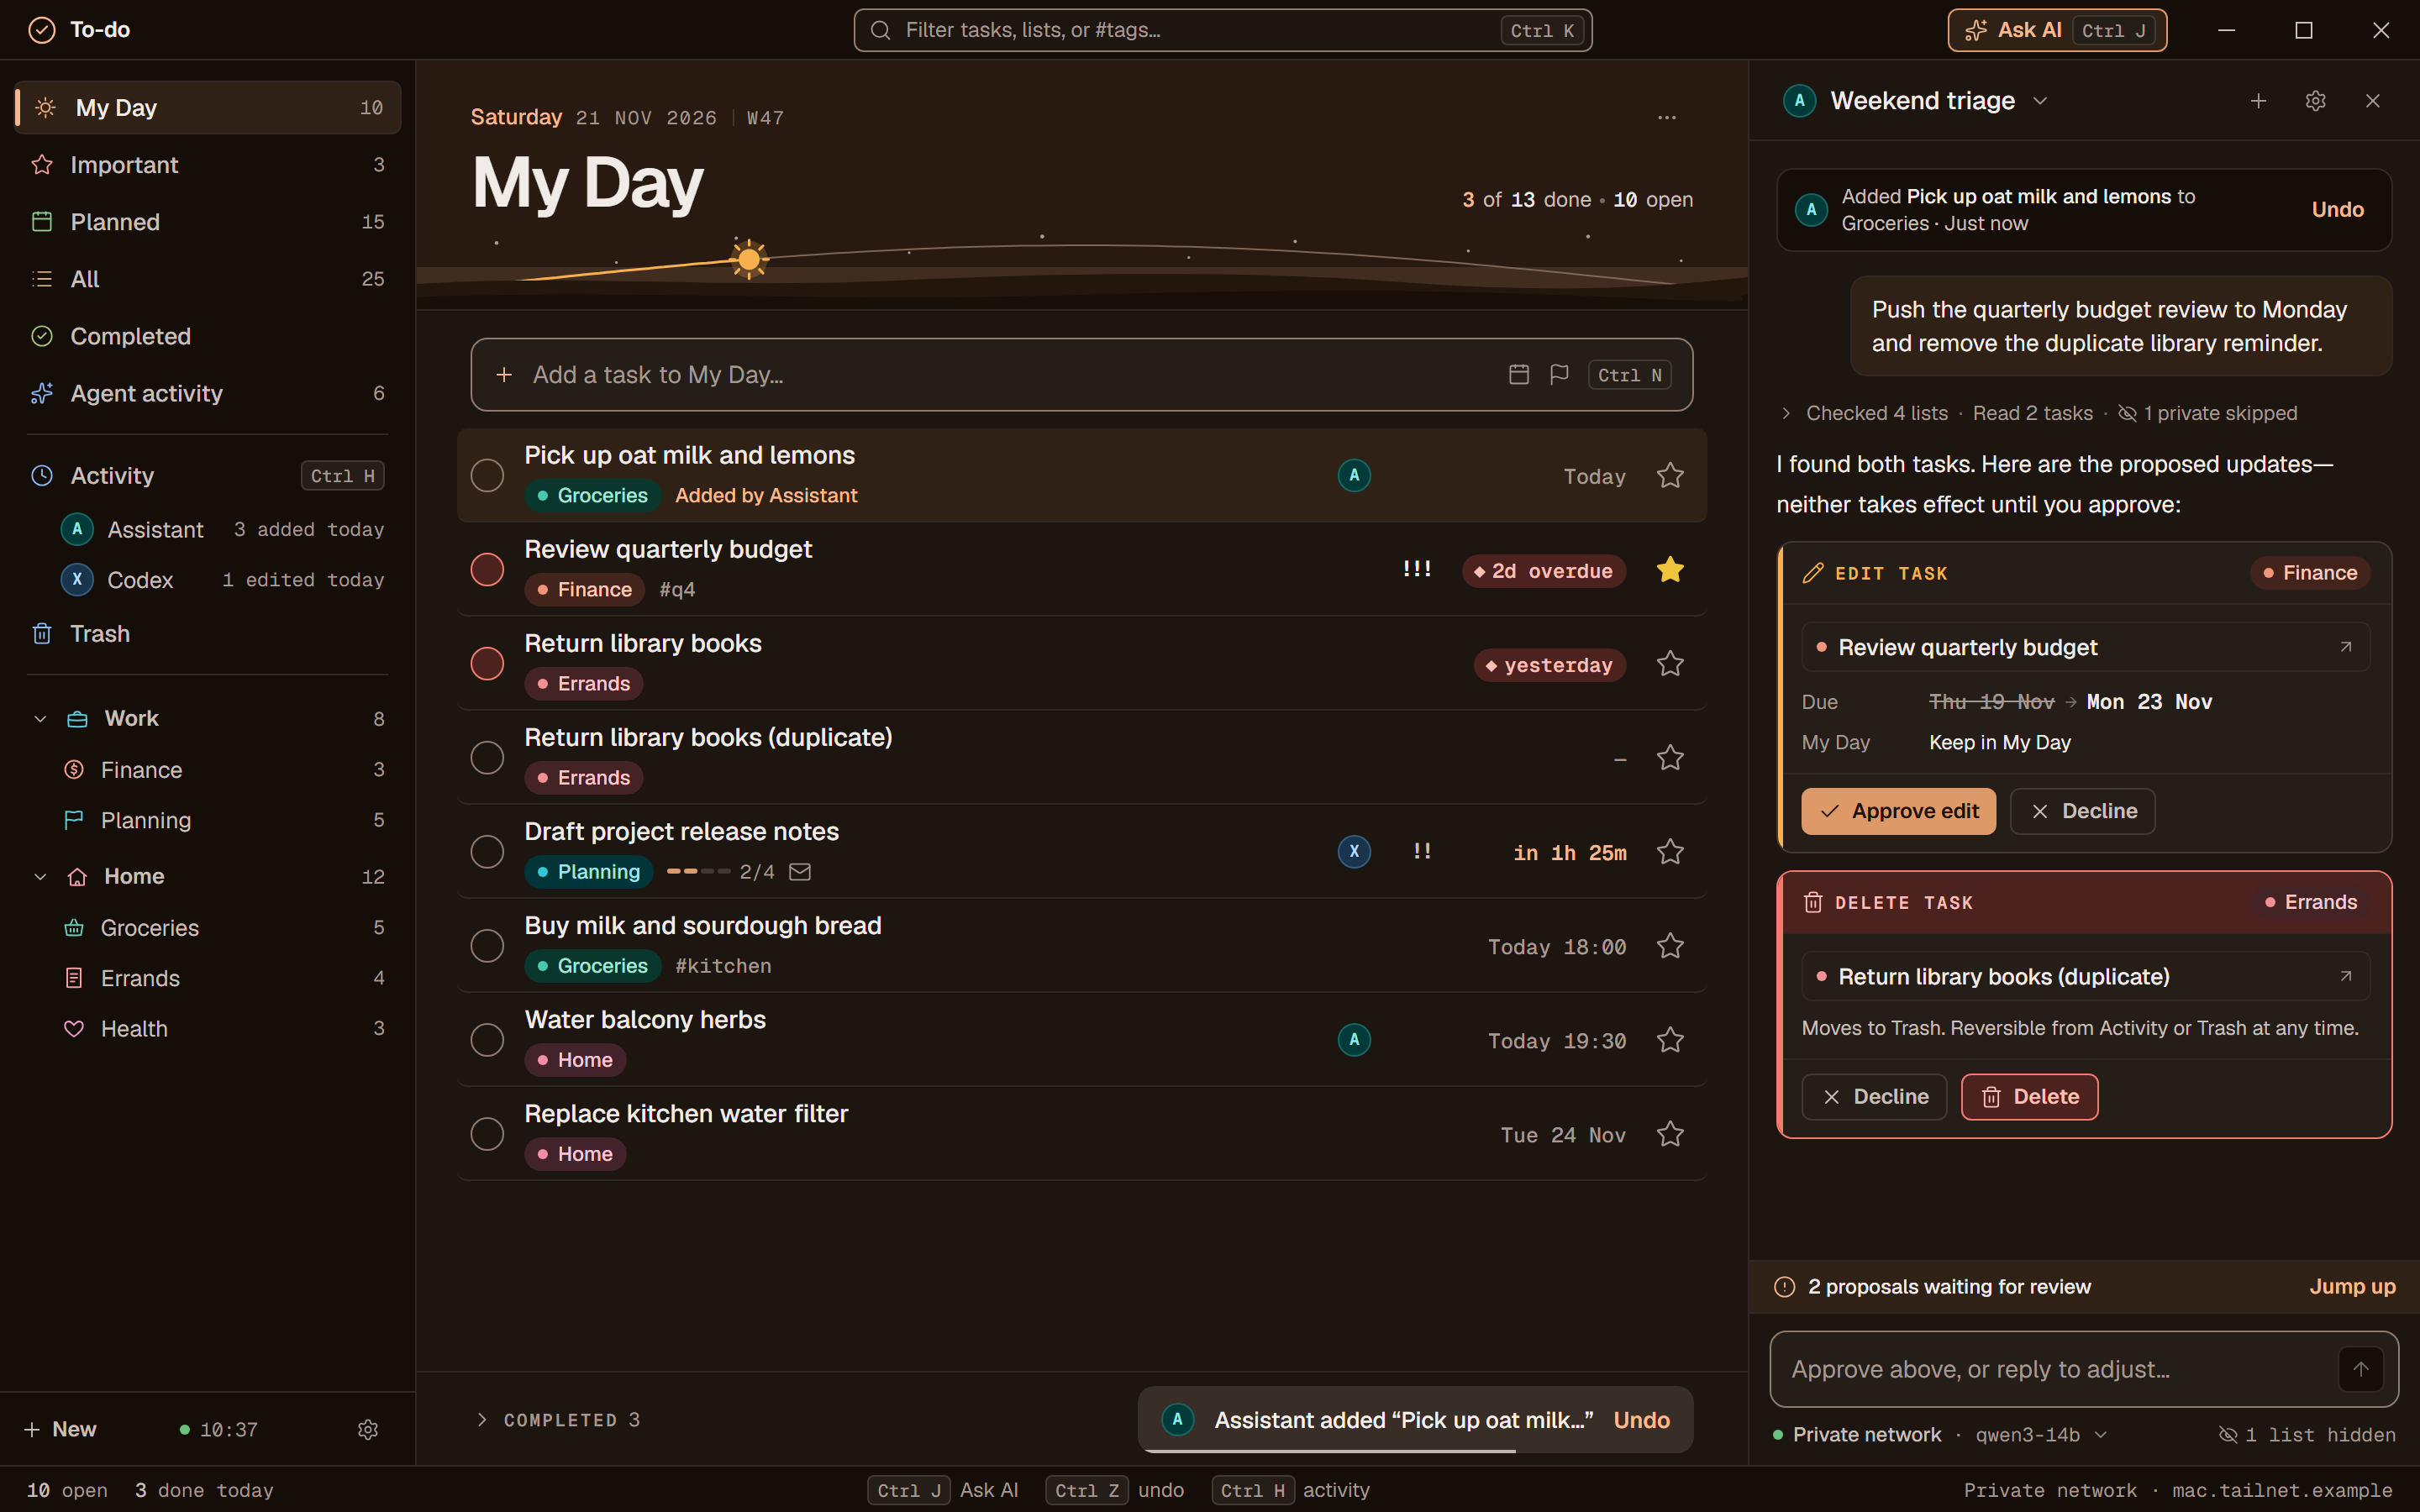 To-do
Filter tasks, lists, or #tags...
Ctrl K
Ask AI Ctrl J
My Day 10
Important 3
Planned 15
All 25
Completed
Agent activity 6
Activity Ctrl H
A Assistant 3 added today
X Codex 1 edited today
Trash
Work 8
Finance 3
Planning 5
Home 12
Groceries 5
Errands 4
Health 3
New
10:37
Saturday 21 NOV 2026 | W47
My Day
3 of 13 done • 10 open
Add a task to My Day...
Ctrl N
Pick up oat milk and lemons
Groceries Added by Assistant
A Today
Review quarterly budget
Finance #q4
!!! 2d overdue
Return library books
Errands
yesterday
Return library books (duplicate)
Errands
–
Draft project release notes
Planning 2/4
X !! in 1h 25m
Buy milk and sourdough bread
Groceries #kitchen
Today 18:00
Water balcony herbs
Home
A Today 19:30
Replace kitchen water filter
Home
Tue 24 Nov
COMPLETED 3
A Assistant added “Pick up oat milk...” Undo
A Weekend triage
A Added Pick up oat milk and lemons to
Groceries · Just now
Undo
Push the quarterly budget review to Monday
and remove the duplicate library reminder.
Checked 4 lists · Read 2 tasks · 1 private skipped
I found both tasks. Here are the proposed updates—
neither takes effect until you approve:
EDIT TASK Finance
Review quarterly budget
Due Thu 19 Nov → Mon 23 Nov
My Day Keep in My Day
Approve edit Decline
DELETE TASK Errands
Return library books (duplicate)
Moves to Trash. Reversible from Activity or Trash at any time.
Decline Delete
2 proposals waiting for review Jump up
Approve above, or reply to adjust...
Private network · qwen3-14b 1 list hidden
10 open 3 done today
Ctrl J Ask AI Ctrl Z undo Ctrl H activity
Private network · mac.tailnet.example